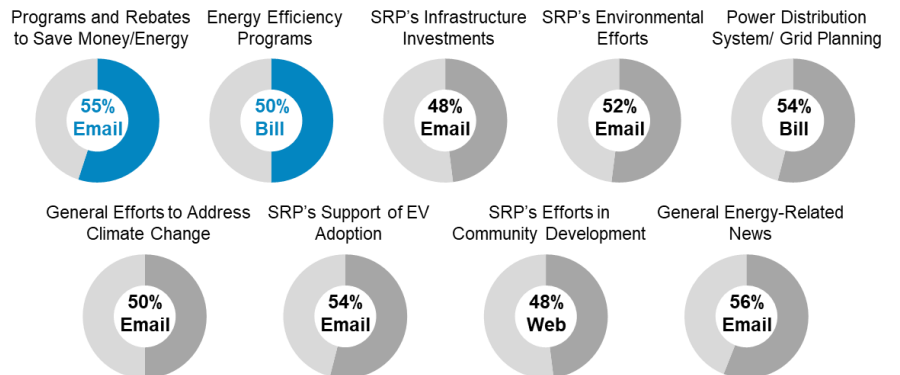 Programs and Rebates
to Save Money/Energy
55%
Email
Energy Efficiency
Programs
50%
Bill
SRP's Infrastructure
Investments
48%
Email
SRP's Environmental
Efforts
52%
Email
Power Distribution
System/ Grid Planning
54%
Bill
General Efforts to Address
Climate Change
50%
Email
SRP's Support of EV
Adoption
54%
Email
SRP's Efforts in
Community Development
48%
Web
General Energy-Related
News
56%
Email